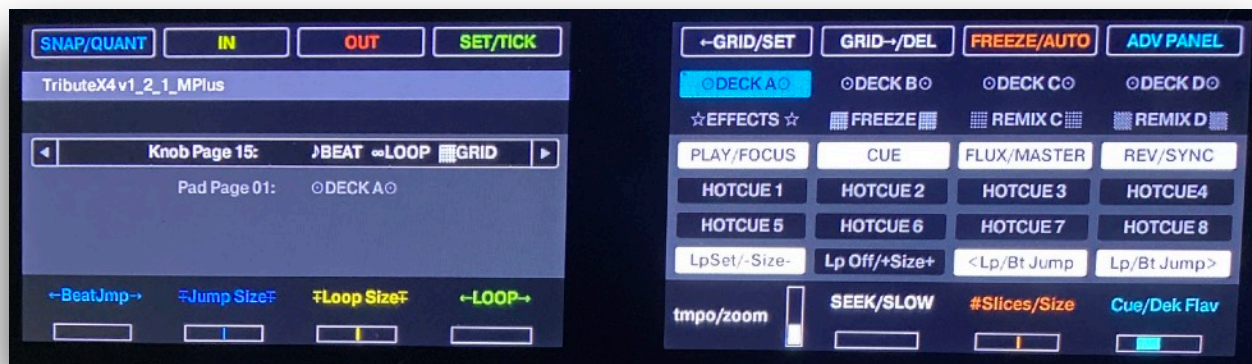 SNAP/QUANT IN OUT SET/TICK
TributeX4v1_2_1_MPlus
Knob Page 15: ♪BEAT ∞LOOP ▦GRID
Pad Page 01: ⊙DECK A⊙
←BeatJmp→ ∓Jump Size∓ ∓Loop Size∓ ←LOOP→
←GRID/SET GRID→/DEL FREEZE/AUTO ADV PANEL
⊙DECK A⊙ ⊙DECK B⊙ ⊙DECK C⊙ ⊙DECK D⊙
☆EFFECTS ☆ ▦FREEZE▦ ▦ REMIX C▦ ▦REMIX D▦
PLAY/FOCUS CUE FLUX/MASTER REV/SYNC
HOTCUE 1 HOTCUE 2 HOTCUE 3 HOTCUE4
HOTCUE 5 HOTCUE 6 HOTCUE 7 HOTCUE 8
LpSet/-Size- Lp Off/+Size+ <Lp/Bt Jump Lp/Bt Jump>
tmpo/zoom SEEK/SLOW #Slices/Size Cue/Dek Flav